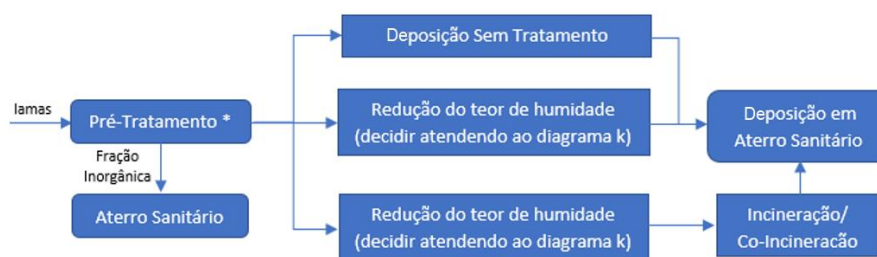 Deposição Sem Tratamento
lamas
Pré-Tratamento *
Redução do teor de humidade
(decidir atendendo ao diagrama k)
Deposição em
Aterro Sanitário
Fração
Inorgânica
Aterro Sanitário
Redução do teor de humidade
(decidir atendendo ao diagrama k)
Incineração/
Co-Incineracão